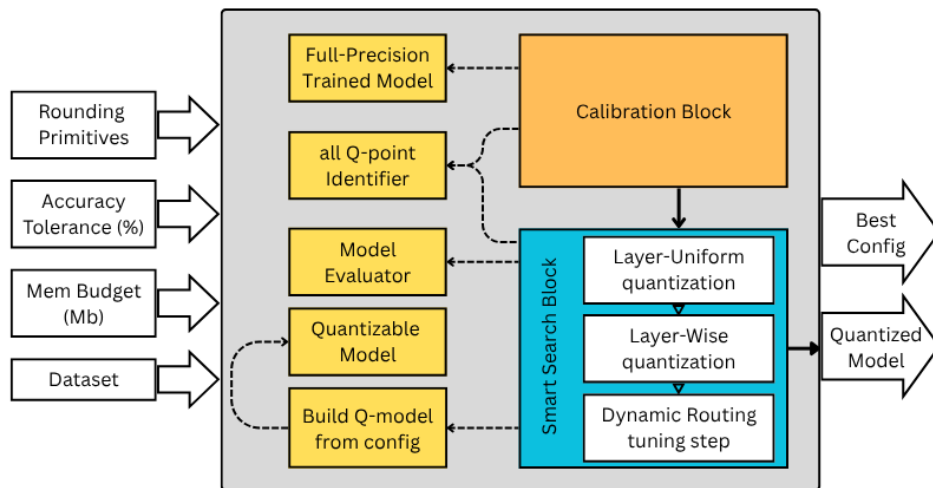 Rounding
Primitives
Accuracy
Tolerance (%)
Mem Budget
(Mb)
Dataset
Full-Precision
Trained Model
all Q-point
Identifier
Model
Evaluator
Quantizable
Model
Build Q-model
from config
Calibration Block
Smart Search Block
Layer-Uniform
quantization
Layer-Wise
quantization
Dynamic Routing
tuning step
Best
Config
Quantized
Model